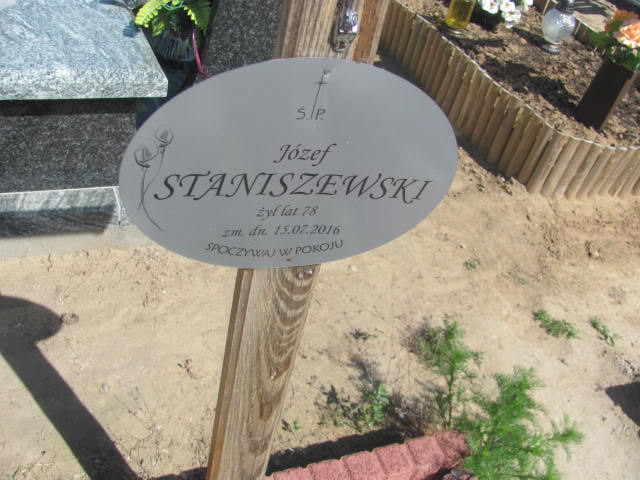 Ś. P.
Józef
STANISZEWSKI
żył lat 78
zm. dn. 15.07.2016
SPOCZYWAJ W POKOJU